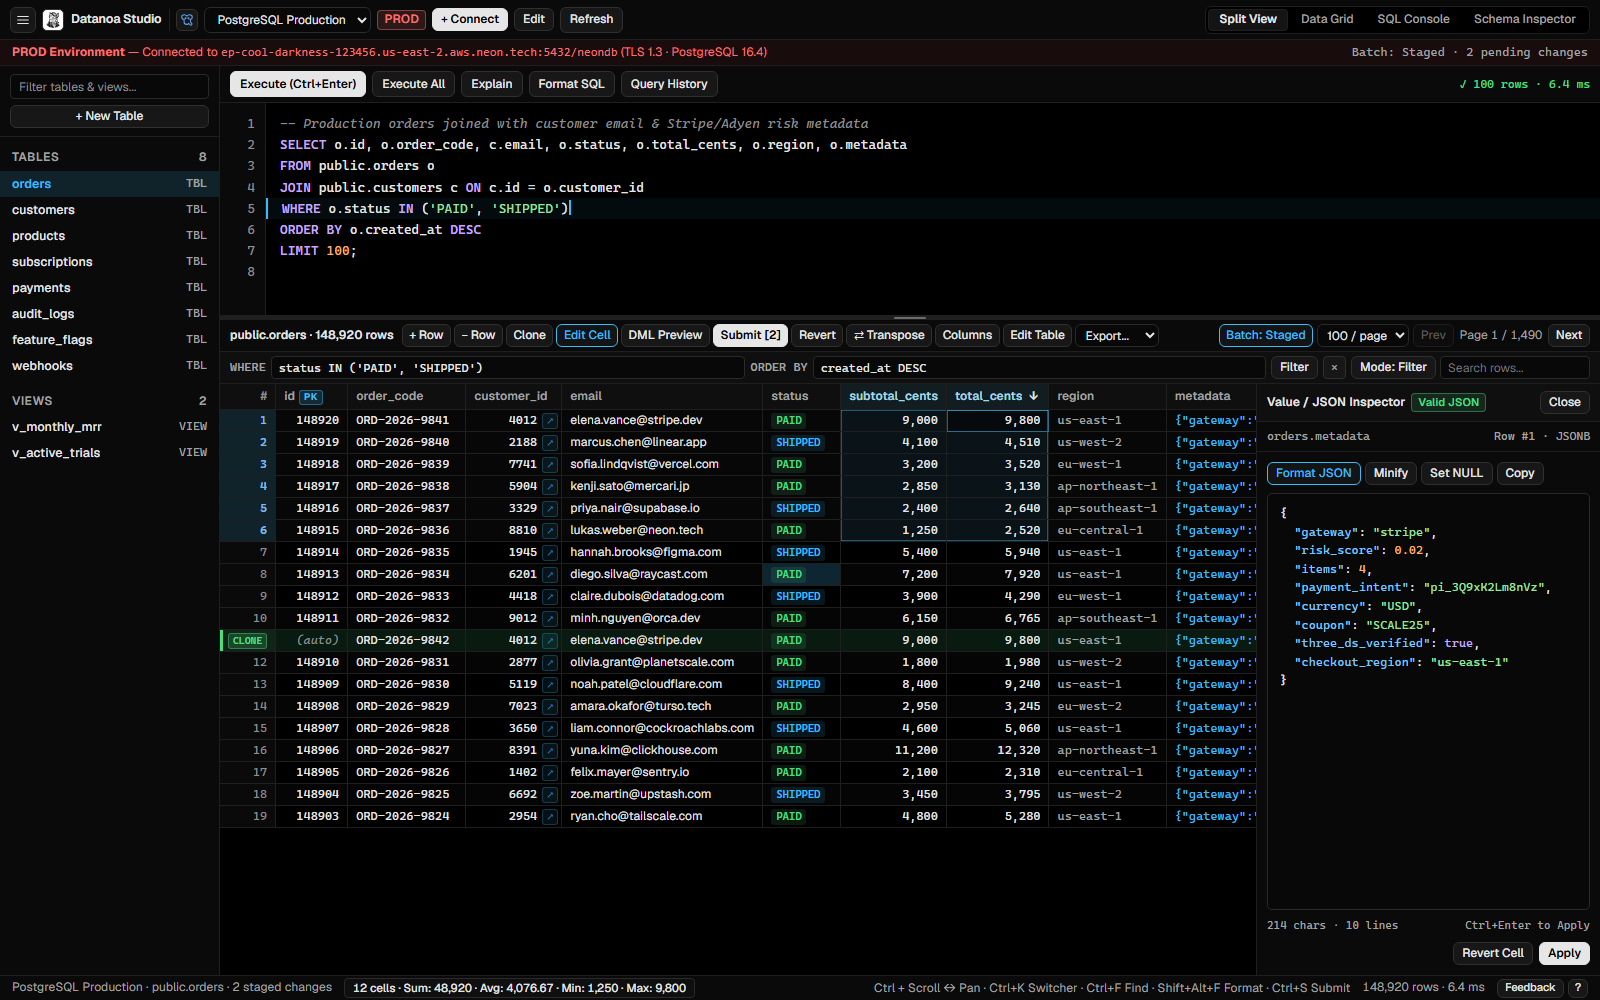 Datanoa Studio PostgreSQL Production PROD + Connect Edit Refresh Split View Data Grid SQL Console Schema Inspector
PROD Environment — Connected to ep-cool-darkness-123456.us-east-2.aws.neon.tech:5432/neondb (TLS 1.3 · PostgreSQL 16.4) Batch: Staged · 2 pending changes
Filter tables & views...
+ New Table
TABLES 8
orders TBL
customers TBL
products TBL
subscriptions TBL
payments TBL
audit_logs TBL
feature_flags TBL
webhooks TBL
VIEWS 2
v_monthly_mrr VIEW
v_active_trials VIEW
Execute (Ctrl+Enter) Execute All Explain Format SQL Query History ✓ 100 rows · 6.4 ms
1 -- Production orders joined with customer email & Stripe/Adyen risk metadata
2 SELECT o.id, o.order_code, c.email, o.status, o.total_cents, o.region, o.metadata
3 FROM public.orders o
4 JOIN public.customers c ON c.id = o.customer_id
5 WHERE o.status IN ('PAID', 'SHIPPED')
6 ORDER BY o.created_at DESC
7 LIMIT 100;
8
public.orders · 148,920 rows + Row − Row Clone Edit Cell DML Preview Submit [2] Revert ⇄ Transpose Columns Edit Table Export... Batch: Staged 100 / page Prev Page 1 / 1,490 Next
WHERE status IN ('PAID', 'SHIPPED') ORDER BY created_at DESC Filter × Mode: Filter Search rows...
# id PK order_code customer_id email status subtotal_cents total_cents ↓ region metadata
1 148920 ORD-2026-9841 4012 ↗ elena.vance@stripe.dev PAID 9,000 9,800 us-east-1 {"gateway":"
2 148919 ORD-2026-9840 2188 ↗ marcus.chen@linear.app SHIPPED 4,100 4,510 us-west-2 {"gateway":"
3 148918 ORD-2026-9839 7741 ↗ sofia.lindqvist@vercel.com PAID 3,200 3,520 eu-west-1 {"gateway":"
4 148917 ORD-2026-9838 5904 ↗ kenji.sato@mercari.jp PAID 2,850 3,130 ap-northeast-1 {"gateway":"
5 148916 ORD-2026-9837 3329 ↗ priya.nair@supabase.io SHIPPED 2,400 2,640 ap-southeast-1 {"gateway":"
6 148915 ORD-2026-9836 8810 ↗ lukas.weber@neon.tech PAID 1,250 2,520 eu-central-1 {"gateway":"
7 148914 ORD-2026-9835 1945 ↗ hannah.brooks@figma.com SHIPPED 5,400 5,940 us-east-1 {"gateway":"
8 148913 ORD-2026-9834 6201 ↗ diego.silva@raycast.com PAID 7,200 7,920 us-east-1 {"gateway":"
9 148912 ORD-2026-9833 4418 ↗ claire.dubois@datadog.com SHIPPED 3,900 4,290 eu-west-1 {"gateway":"
10 148911 ORD-2026-9832 9012 ↗ minh.nguyen@orca.dev PAID 6,150 6,765 ap-southeast-1 {"gateway":"
CLONE (auto) ORD-2026-9842 4012 ↗ elena.vance@stripe.dev PAID 9,000 9,800 us-east-1 {"gateway":"
12 148910 ORD-2026-9831 2877 ↗ olivia.grant@planetscale.com PAID 1,800 1,980 us-west-2 {"gateway":"
13 148909 ORD-2026-9830 5119 ↗ noah.patel@cloudflare.com SHIPPED 8,400 9,240 us-east-1 {"gateway":"
14 148908 ORD-2026-9829 7023 ↗ amara.okafor@turso.tech PAID 2,950 3,245 eu-west-2 {"gateway":"
15 148907 ORD-2026-9828 3650 ↗ liam.connor@cockroachlabs.com SHIPPED 4,600 5,060 us-east-1 {"gateway":"
16 148906 ORD-2026-9827 8391 ↗ yuna.kim@clickhouse.com PAID 11,200 12,320 ap-northeast-1 {"gateway":"
17 148905 ORD-2026-9826 1402 ↗ felix.mayer@sentry.io PAID 2,100 2,310 eu-central-1 {"gateway":"
18 148904 ORD-2026-9825 6692 ↗ zoe.martin@upstash.com SHIPPED 3,450 3,795 us-west-2 {"gateway":"
19 148903 ORD-2026-9824 2954 ↗ ryan.cho@tailscale.com PAID 4,800 5,280 us-east-1 {"gateway":"
Value / JSON Inspector Valid JSON Close
orders.metadata Row #1 · JSONB
Format JSON Minify Set NULL Copy
{
"gateway": "stripe",
"risk_score": 0.02,
"items": 4,
"payment_intent": "pi_3Q9xK2Lm8nVz",
"currency": "USD",
"coupon": "SCALE25",
"three_ds_verified": true,
"checkout_region": "us-east-1"
}
214 chars · 10 lines Ctrl+Enter to Apply
Revert Cell Apply
PostgreSQL Production · public.orders · 2 staged changes 12 cells · Sum: 48,920 · Avg: 4,076.67 · Min: 1,250 · Max: 9,800 Ctrl + Scroll ↔ Pan · Ctrl+K Switcher · Ctrl+F Find · Shift+Alt+F Format · Ctrl+S Submit 148,920 rows · 6.4 ms Feedback ?